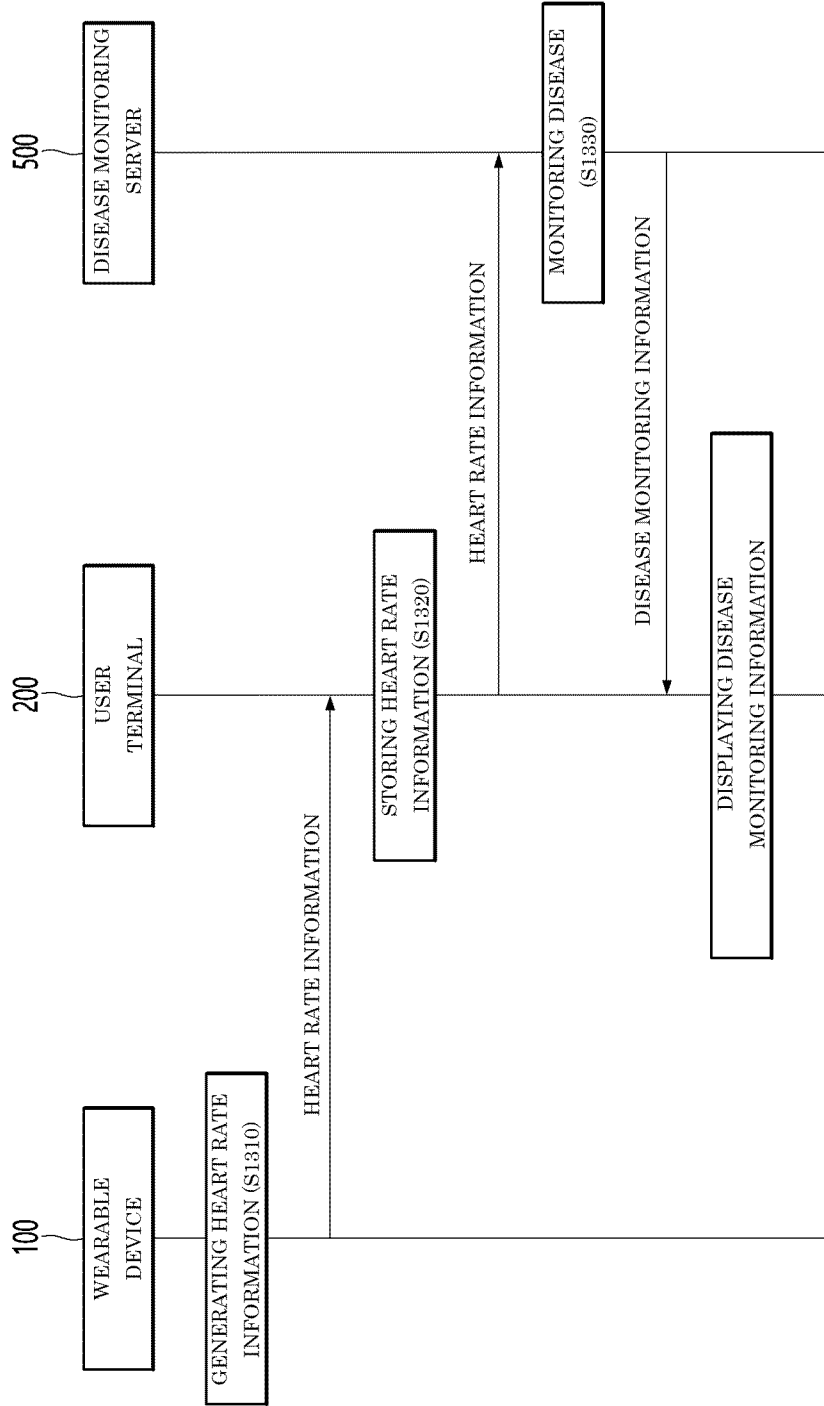 100
200
500
WEARABLE
DEVICE
USER
TERMINAL
DISEASE MONITORING
SERVER
GENERATING HEART RATE
INFORMATION (S1310)
HEART RATE INFORMATION
STORING HEART RATE
INFORMATION (S1320)
HEART RATE INFORMATION
MONITORING DISEASE
(S1330)
DISEASE MONITORING INFORMATION
DISPLAYING DISEASE
MONITORING INFORMATION